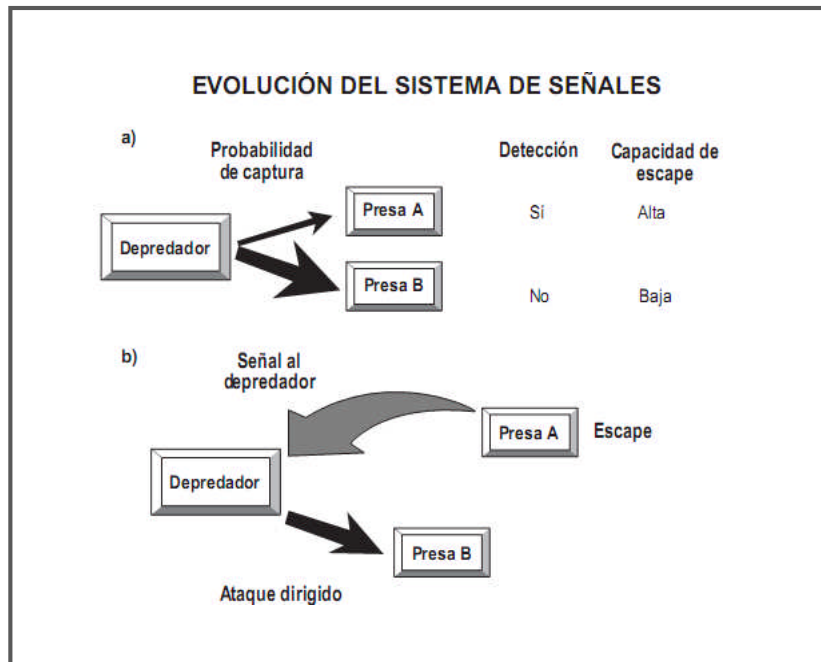 EVOLUCIÓN DEL SISTEMA DE SEÑALES
a)
Probabilidad
de captura
Detección
Capacidad de
escape
Depredador
Presa A
Sí
Alta
Presa B
No
Baja
b)
Señal al
depredador
Presa A
Escape
Depredador
Presa B
Ataque dirigido